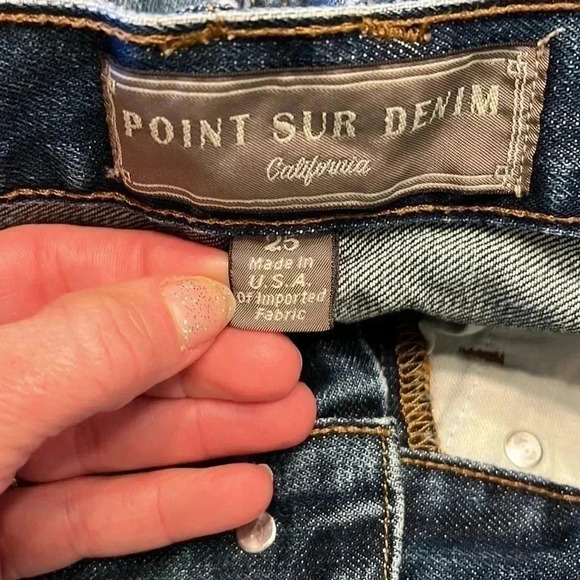 POINT SUR DENIM
California
25
Made in
U.S.A.
Of Imported
Fabric